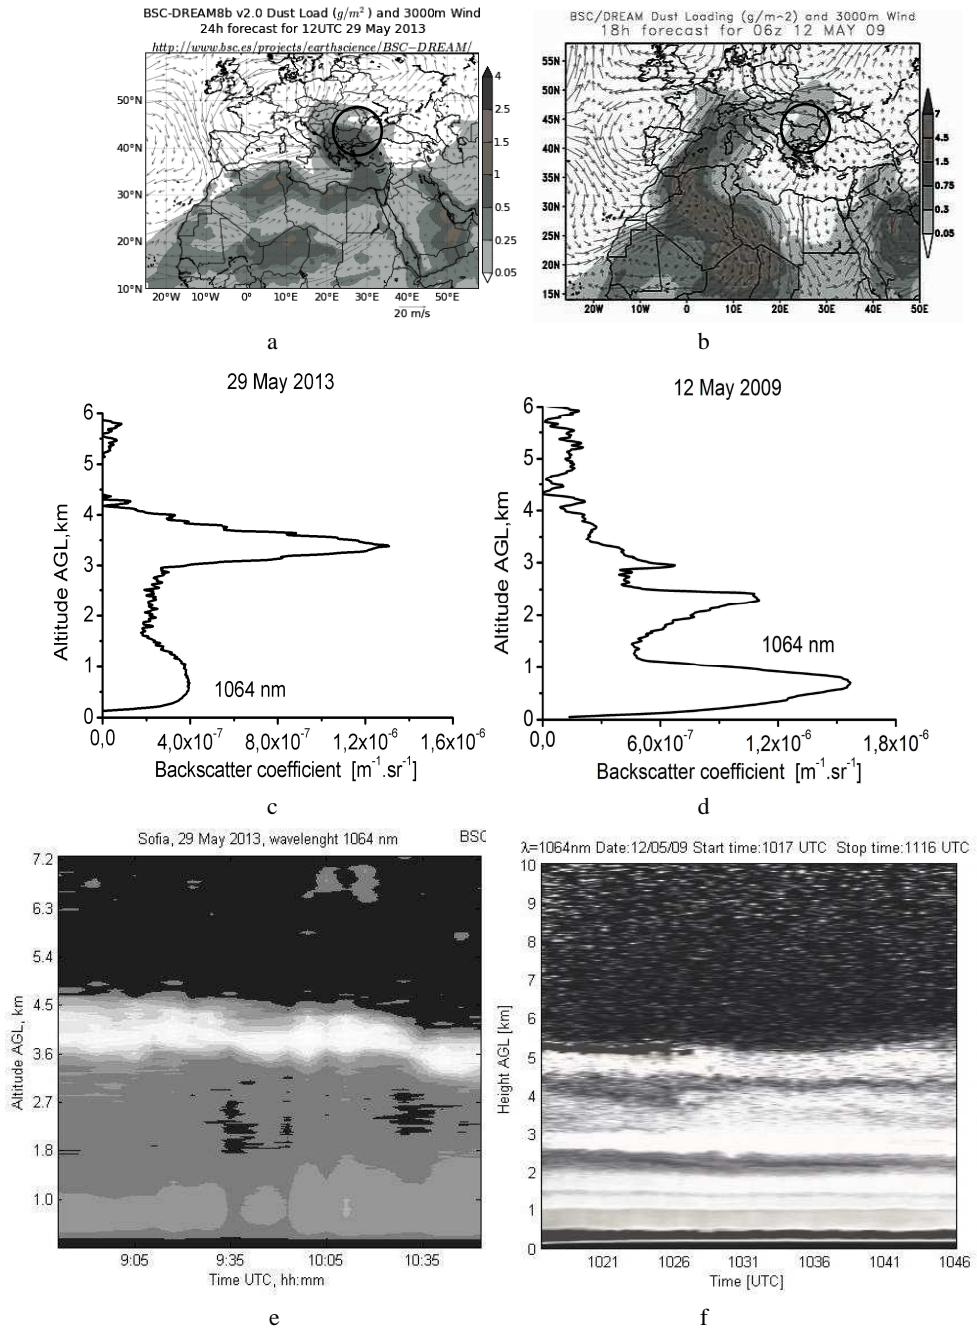 BSC-DREAM8b v2.0 Dust Load (g/m²) and 3000m Wind
24h forecast for 12UTC 29 May 2013
http://www.bsc.es/projects/earthscience/BSC-DREAM/
50°N
40°N
30°N
20°N
10°N
20°W 10°W 0° 10°E 20°E 30°E 40°E 50°E
20 m/s
4
2.5
1.5
1
0.5
0.25
0.05
a
BSC/DREAM Dust Loading (g/m^2) and 3000m Wind
18h forecast for 06z 12 MAY 09
55N
50N
45N
40N
35N
30N
25N
20N
15N
20W 10W 0 10E 20E 30E 40E 50E
7
4.5
1.5
0.75
0.3
0.05
b
29 May 2013
6
5
4
3
2
1
0
Altitude AGL,km
1064 nm
0,0 4,0x10⁻⁷ 8,0x10⁻⁷ 1,2x10⁻⁶ 1,6x10⁻⁶
Backscatter coefficient [m⁻¹.sr⁻¹]
c
12 May 2009
6
5
4
3
2
1
0
Altitude AGL,km
1064 nm
0,0 6,0x10⁻⁷ 1,2x10⁻⁶ 1,8x10⁻⁶
Backscatter coefficient [m⁻¹.sr⁻¹]
d
Sofia, 29 May 2013, wavelenght 1064 nm BSC
7.2
6.3
5.4
4.5
3.6
2.7
1.8
1.0
Altitude AGL, km
9:05 9:35 10:05 10:35
Time UTC, hh:mm
e
λ=1064nm Date:12/05/09 Start time:1017 UTC Stop time:1116 UTC
10
9
8
7
6
5
4
3
2
1
0
Height AGL [km]
1021 1026 1031 1036 1041 1046
Time [UTC]
f